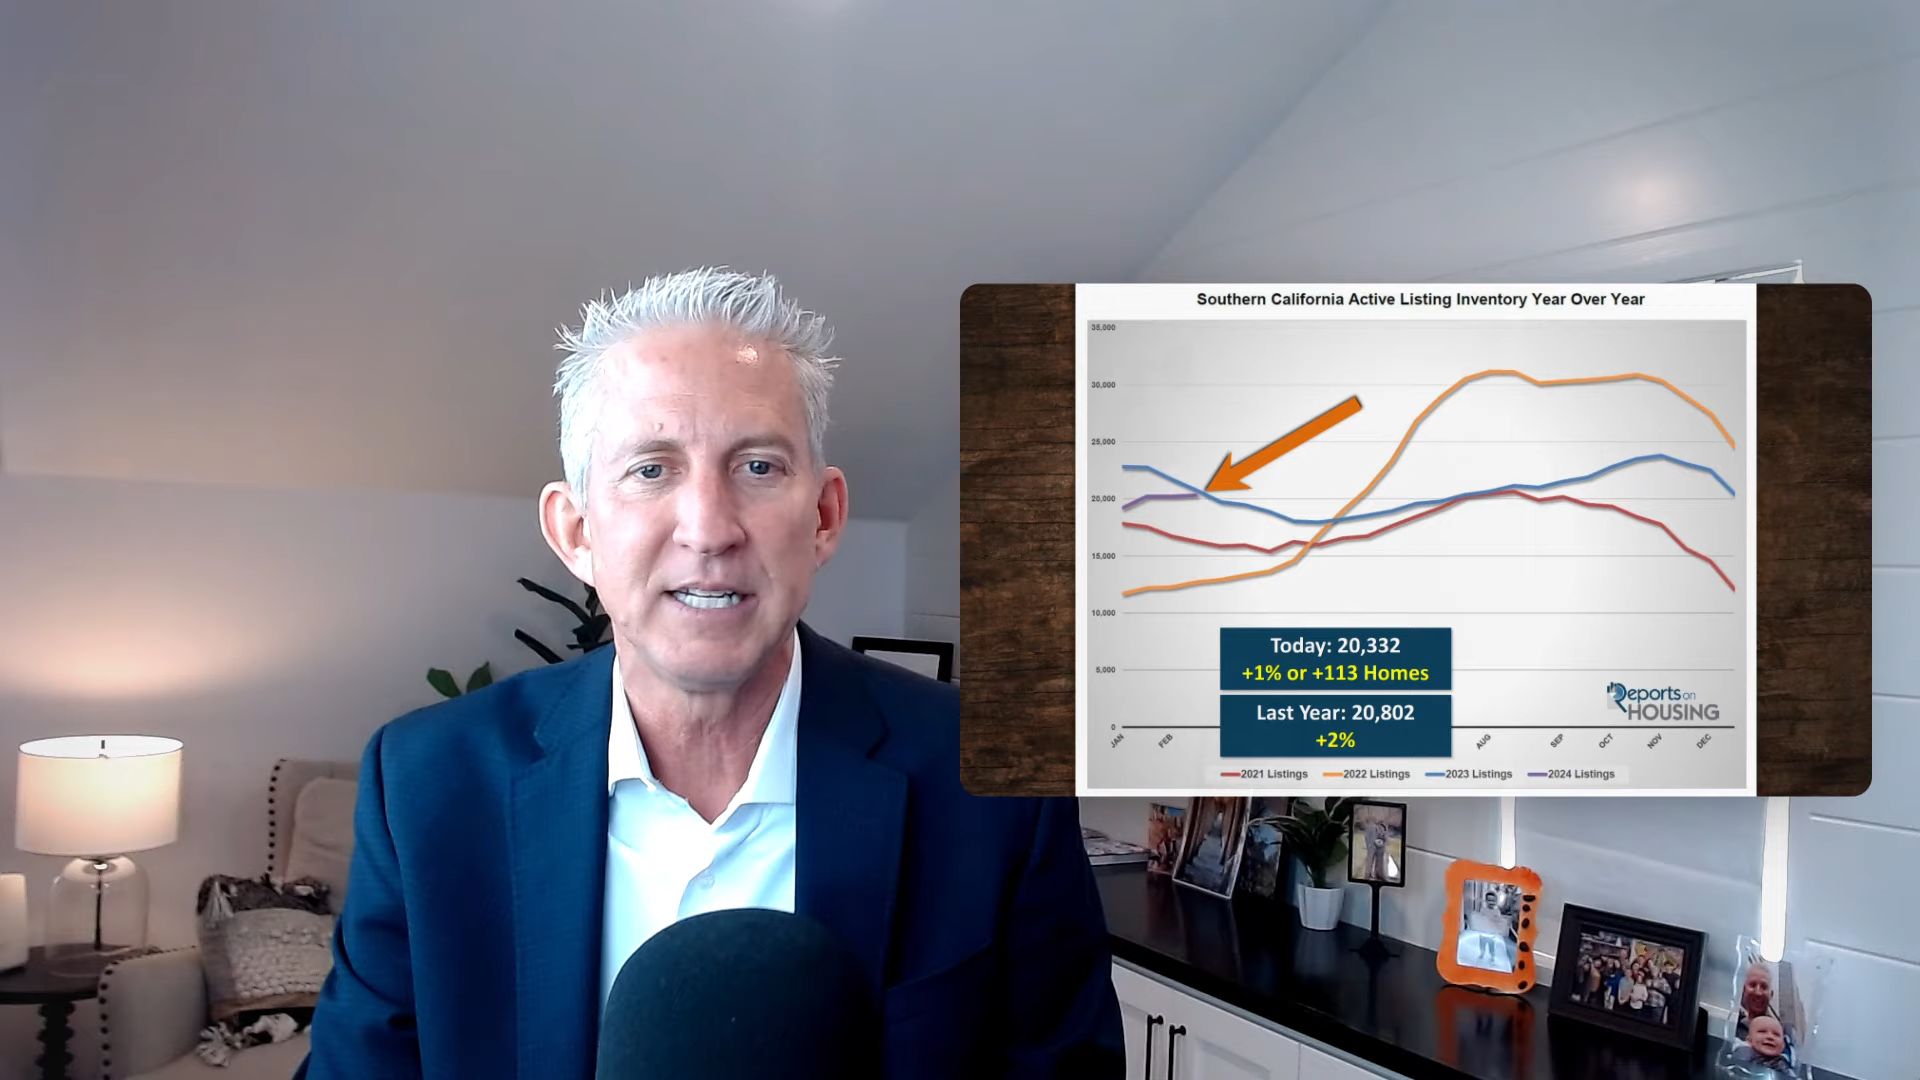 Southern California Active Listing Inventory Year Over Year
35,000
30,000
25,000
20,000
15,000
10,000
5,000
0
JAN
FEB
AUG
SEP
OCT
NOV
DEC
Today: 20,332
+1% or +113 Homes
Last Year: 20,802
+2%
Reports on
HOUSING
2021 Listings 2022 Listings 2023 Listings 2024 Listings